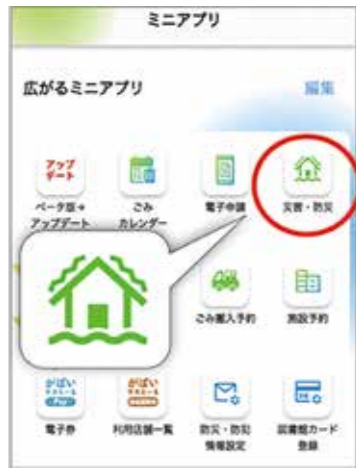 ミニアプリ
広がるミニアプリ
編集
アップ
デート
ベータ版→
アップデート
ごみ
カレンダー
電子申請
災害・防災
ごみ搬入予約
施設予約
がばい
Pay
がばい
電子券
利用店舗一覧
防災・防犯
情報設定
図書館カード
登録